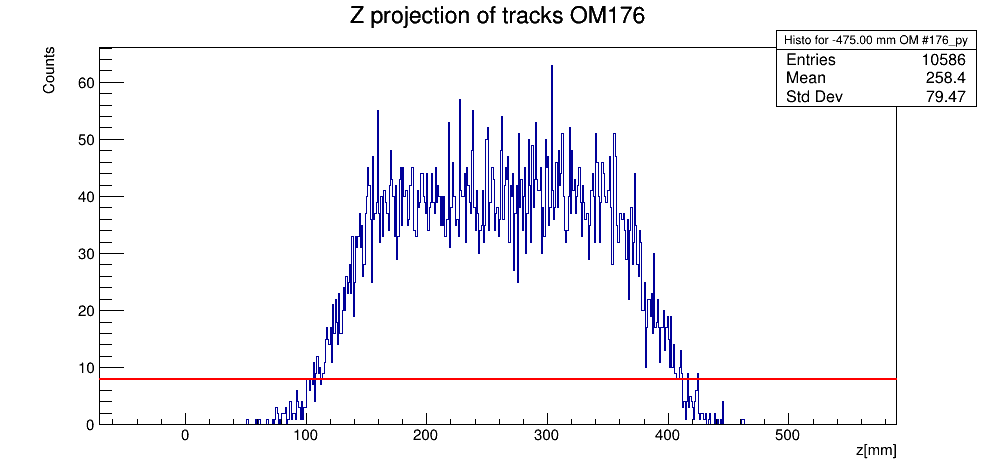 Z projection of tracks OM176
Histo for -475.00 mm OM #176_py
Entries 10586
Mean 258.4
Std Dev 79.47
Counts
60
50
40
30
20
10
0
0 100 200 300 400 500
z[mm]